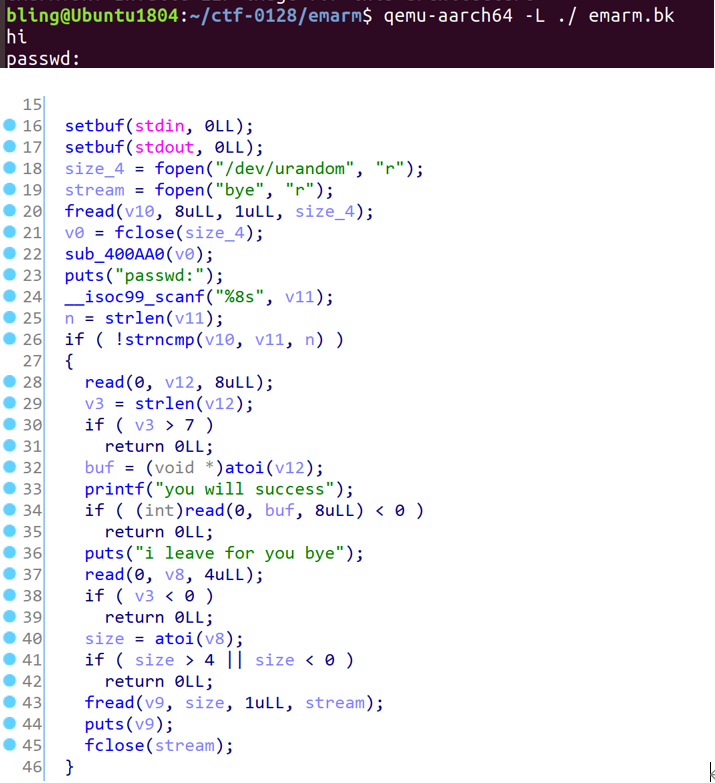 bling@Ubuntu1804:~/ctf-0128/emarm$ qemu-aarch64 -L ./ emarm.bk
hi
passwd:
15
16 setbuf(stdin, 0LL);
17 setbuf(stdout, 0LL);
18 size_4 = fopen("/dev/urandom", "r");
19 stream = fopen("bye", "r");
20 fread(v10, 8uLL, 1uLL, size_4);
21 v0 = fclose(size_4);
22 sub_400AA0(v0);
23 puts("passwd:");
24 __isoc99_scanf("%8s", v11);
25 n = strlen(v11);
26 if ( !strncmp(v10, v11, n) )
27 {
28 read(0, v12, 8uLL);
29 v3 = strlen(v12);
30 if ( v3 > 7 )
31 return 0LL;
32 buf = (void *)atoi(v12);
33 printf("you will success");
34 if ( (int)read(0, buf, 8uLL) < 0 )
35 return 0LL;
36 puts("i leave for you bye");
37 read(0, v8, 4uLL);
38 if ( v3 < 0 )
39 return 0LL;
40 size = atoi(v8);
41 if ( size > 4 || size < 0 )
42 return 0LL;
43 fread(v9, size, 1uLL, stream);
44 puts(v9);
45 fclose(stream);
46 }